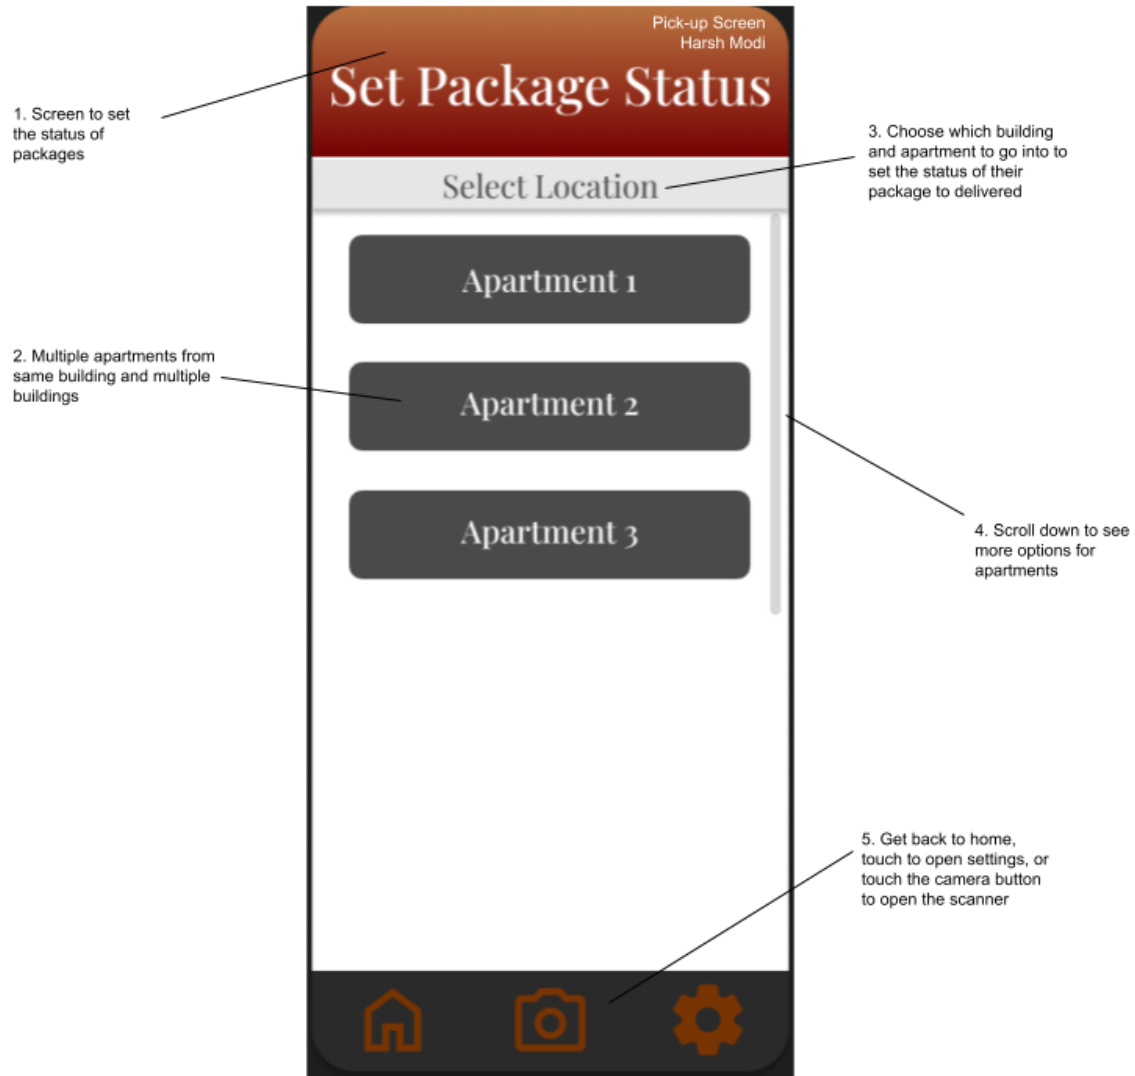 Pick-up Screen
Harsh Modi
Set Package Status
1. Screen to set
the status of
packages
3. Choose which building
and apartment to go into to
set the status of their
package to delivered
Select Location
Apartment 1
2. Multiple apartments from
same building and multiple
buildings
Apartment 2
Apartment 3
4. Scroll down to see
more options for
apartments
5. Get back to home,
touch to open settings, or
touch the camera button
to open the scanner